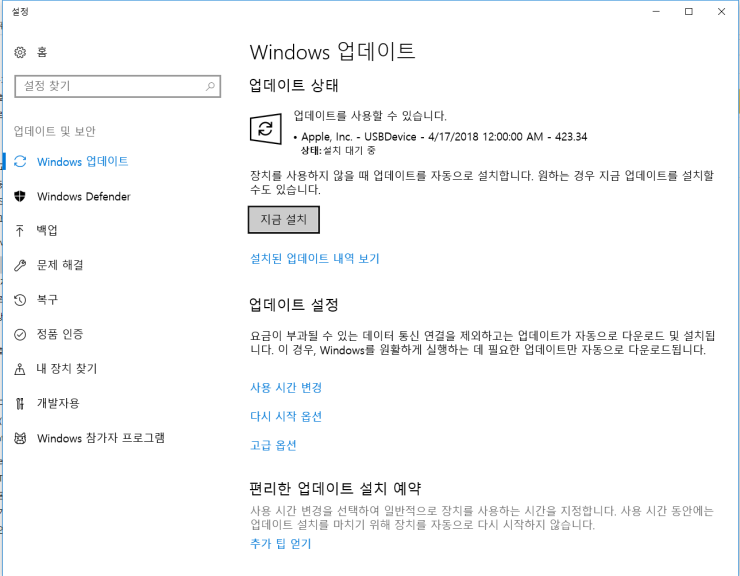 설정
홈
설정 찾기
업데이트 및 보안
Windows 업데이트
Windows Defender
백업
문제 해결
복구
정품 인증
내 장치 찾기
개발자용
Windows 참가자 프로그램
Windows 업데이트
업데이트 상태
업데이트를 사용할 수 있습니다.
• Apple, Inc. - USBDevice - 4/17/2018 12:00:00 AM - 423.34
상태:설치 대기 중
장치를 사용하지 않을 때 업데이트를 자동으로 설치합니다. 원하는 경우 지금 업데이트를 설치할
수도 있습니다.
지금 설치
설치된 업데이트 내역 보기
업데이트 설정
요금이 부과될 수 있는 데이터 통신 연결을 제외하고는 업데이트가 자동으로 다운로드 및 설치됩
니다. 이 경우, Windows를 원활하게 실행하는 데 필요한 업데이트만 자동으로 다운로드됩니다.
사용 시간 변경
다시 시작 옵션
고급 옵션
편리한 업데이트 설치 예약
사용 시간 변경을 선택하여 일반적으로 장치를 사용하는 시간을 지정합니다. 사용 시간 동안에는
업데이트 설치를 마치기 위해 장치를 자동으로 다시 시작하지 않습니다.
추가 팁 얻기